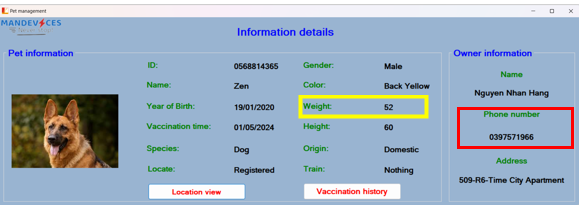 Pet management
MANDEVICES
Information details
Pet information
ID: 0568814365
Name: Zen
Year of Birth: 19/01/2020
Vaccination time: 01/05/2024
Species: Dog
Locate: Registered
Location view
Gender: Male
Color: Back Yellow
Weight: 52
Height: 60
Origin: Domestic
Train: Nothing
Vaccination history
Owner information
Name
Nguyen Nhan Hang
Phone number
0397571966
Address
509-R6-Time City Apartment